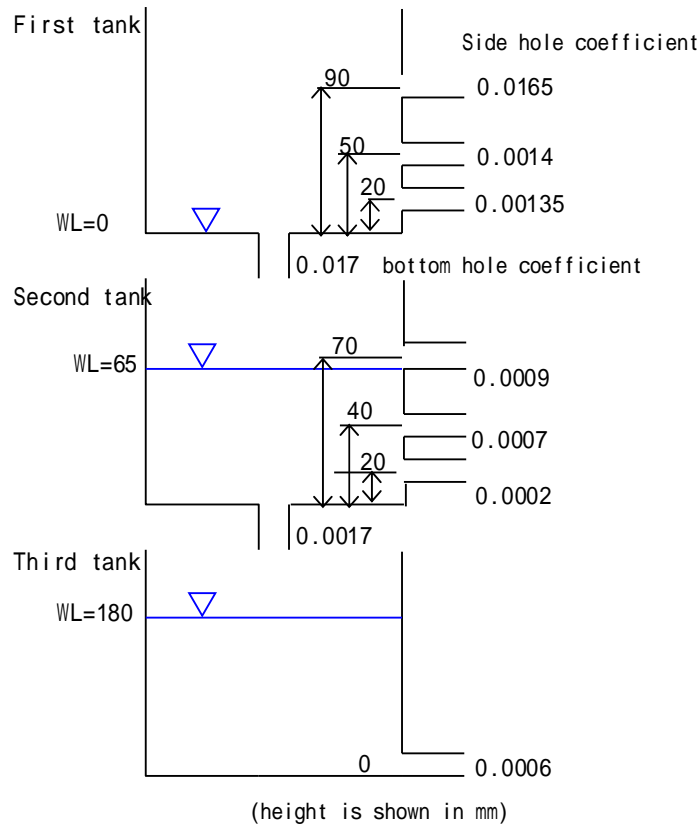 First tank
Side hole coefficient
90
0.0165
50
0.0014
20
0.00135
WL=0
0.017 bottom hole coefficient
Second tank
70
WL=65
0.0009
40
0.0007
20
0.0002
0.0017
Third tank
WL=180
0
0.0006
(height is shown in mm)